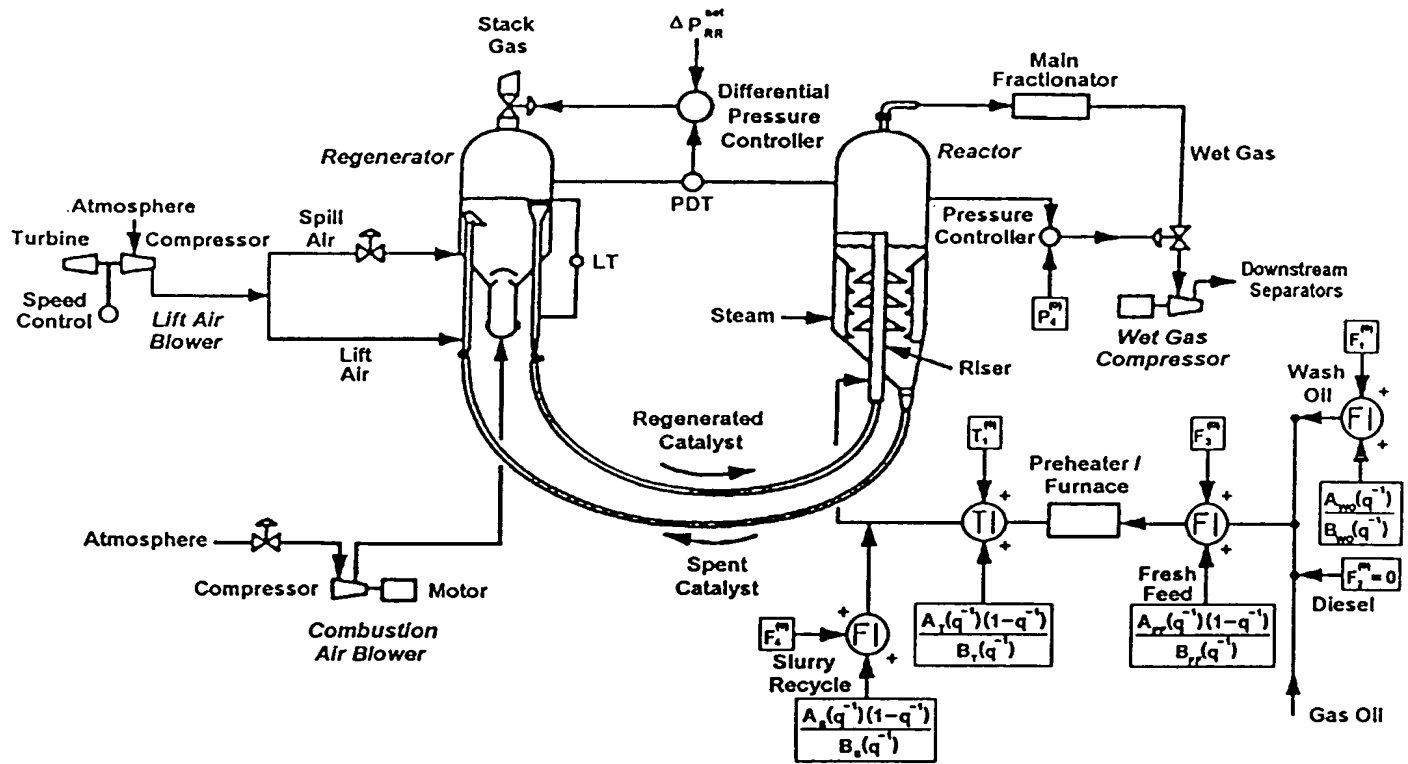 Stack
Gas
Δ P_RR^set
Differential
Pressure
Controller
Main
Fractionator
Regenerator
Reactor
Wet Gas
PDT
Atmosphere
Turbine
Compressor
Spill
Air
LT
Pressure
Controller
Downstream
Separators
Speed
Control
Lift Air
Blower
Lift
Air
Steam
P_4^(D)
Wet Gas
Compressor
Riser
F_1^(D)
Wash
Oil
FI
+
+
A_WO(q^-1)
B_WO(q^-1)
Regenerated
Catalyst
T_1^(D)
Preheater /
Furnace
F_3^(D)
TI
+
+
FI
+
+
Fresh
Feed
F_2^(D) = 0
Diesel
Atmosphere
Compressor
Motor
Spent
Catalyst
Combustion
Air Blower
F_4^(D)
+
FI
+
Slurry
Recycle
A_T(q^-1)(1-q^-1)
B_T(q^-1)
A_FF(q^-1)(1-q^-1)
B_FF(q^-1)
A_s(q^-1)(1-q^-1)
B_s(q^-1)
Gas Oil